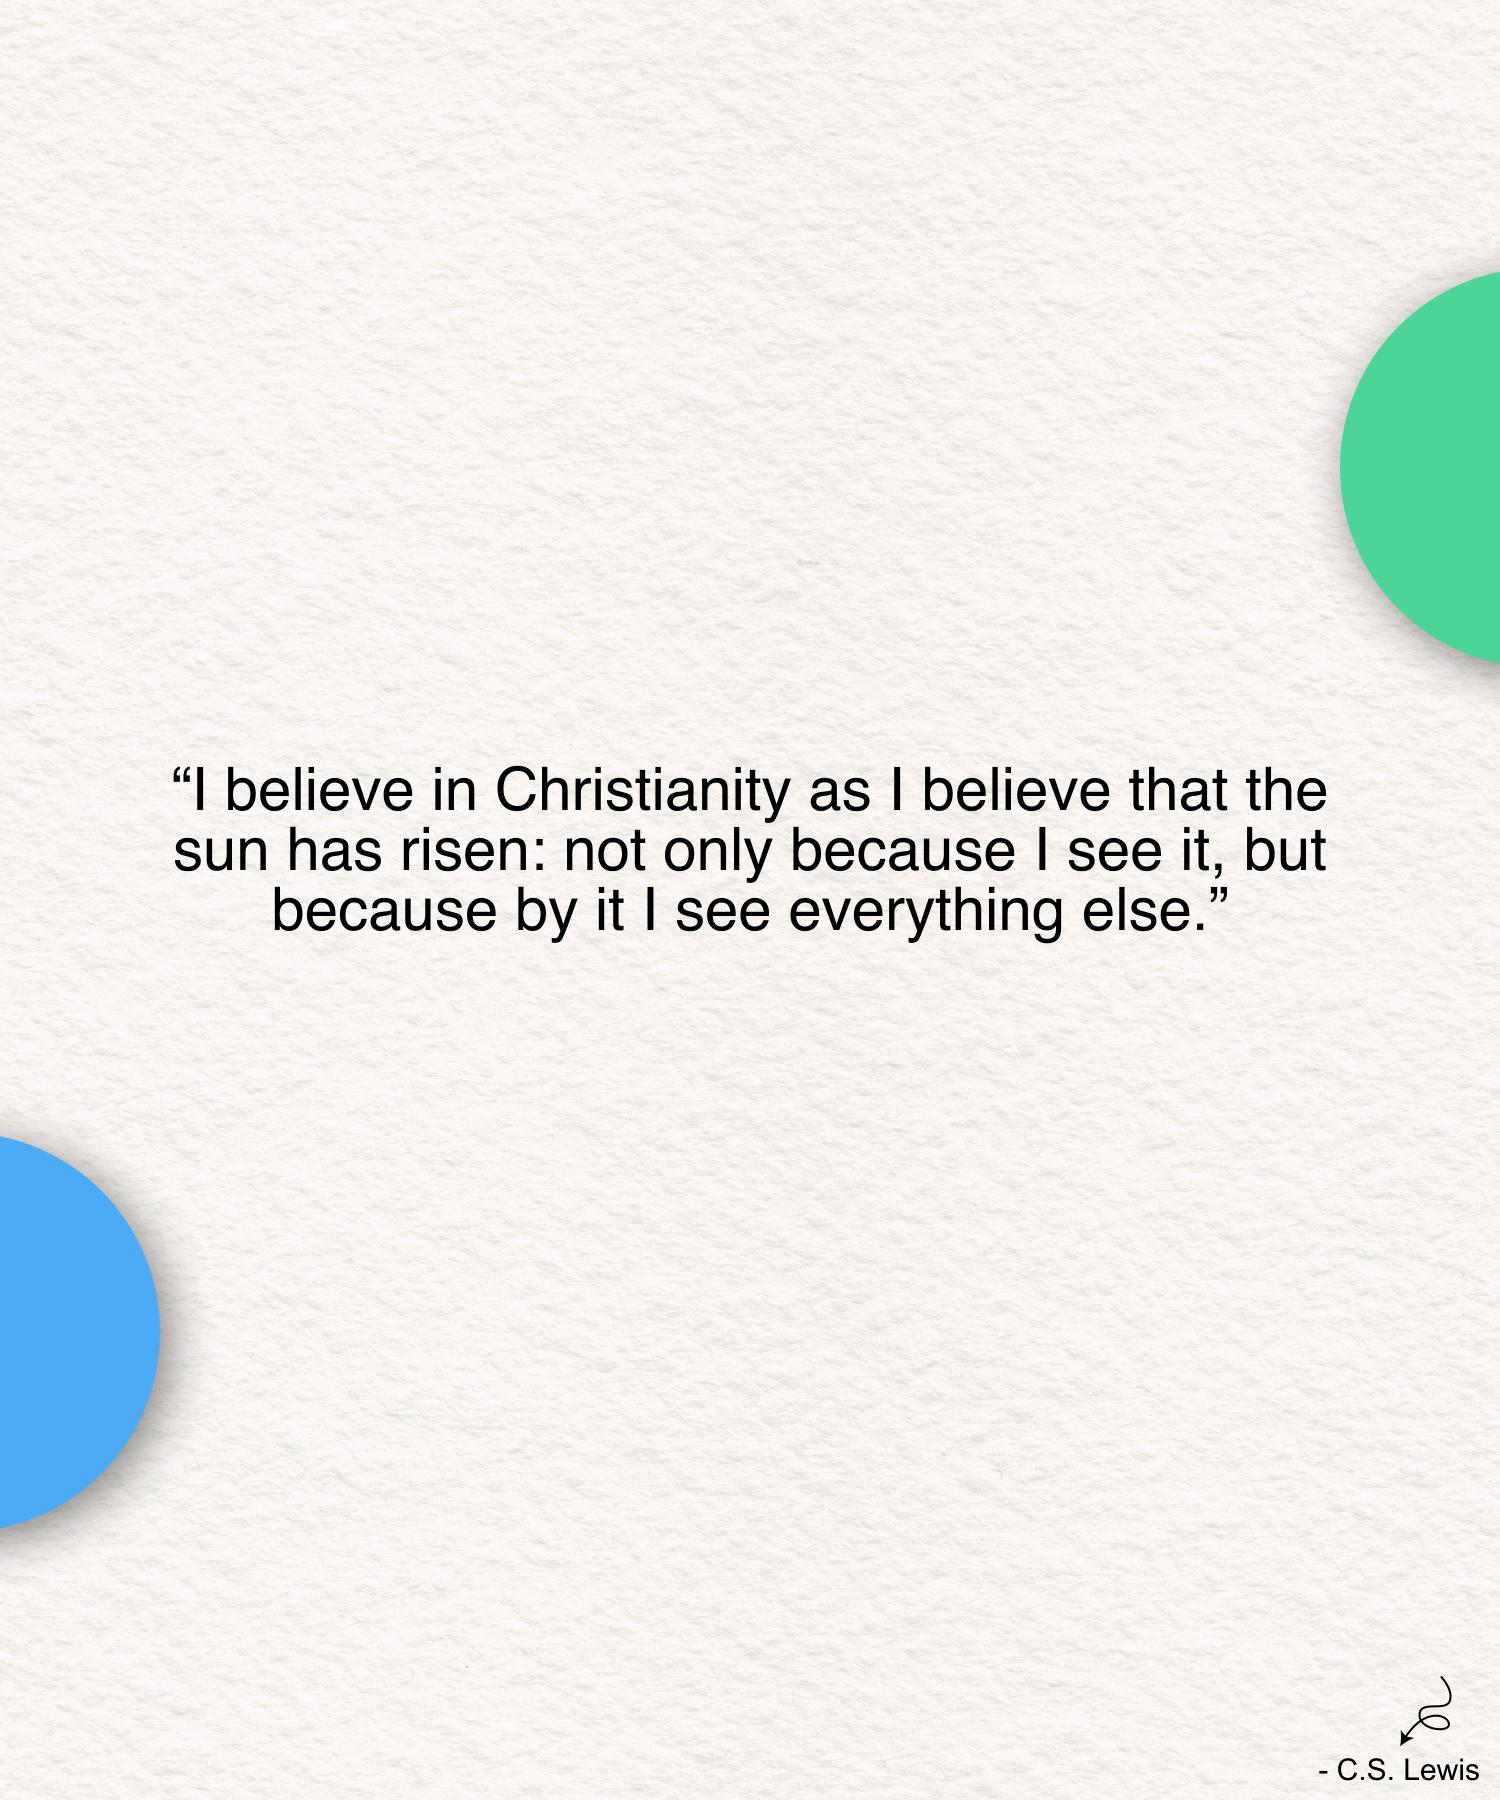 “I believe in Christianity as I believe that the
sun has risen: not only because I see it, but
because by it I see everything else.”
- C.S. Lewis